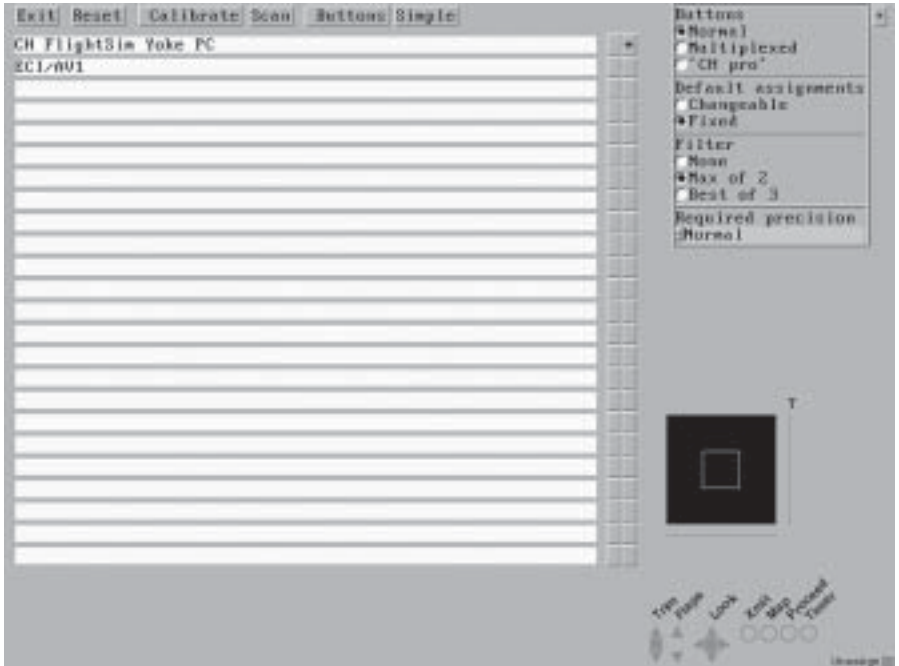 Exit Reset Calibrate Scan Buttons Simple
CH FlightSim Yoke PC
ECI/AV1
Buttons
Normal
Multiplexed
"CH pro"
Default assignments
Changeable
Fixed
Filter
None
Max of 2
Best of 3
Required precision
Normal
T
Trim Flaps Look Xmit Map Proceed Timer
Unassign